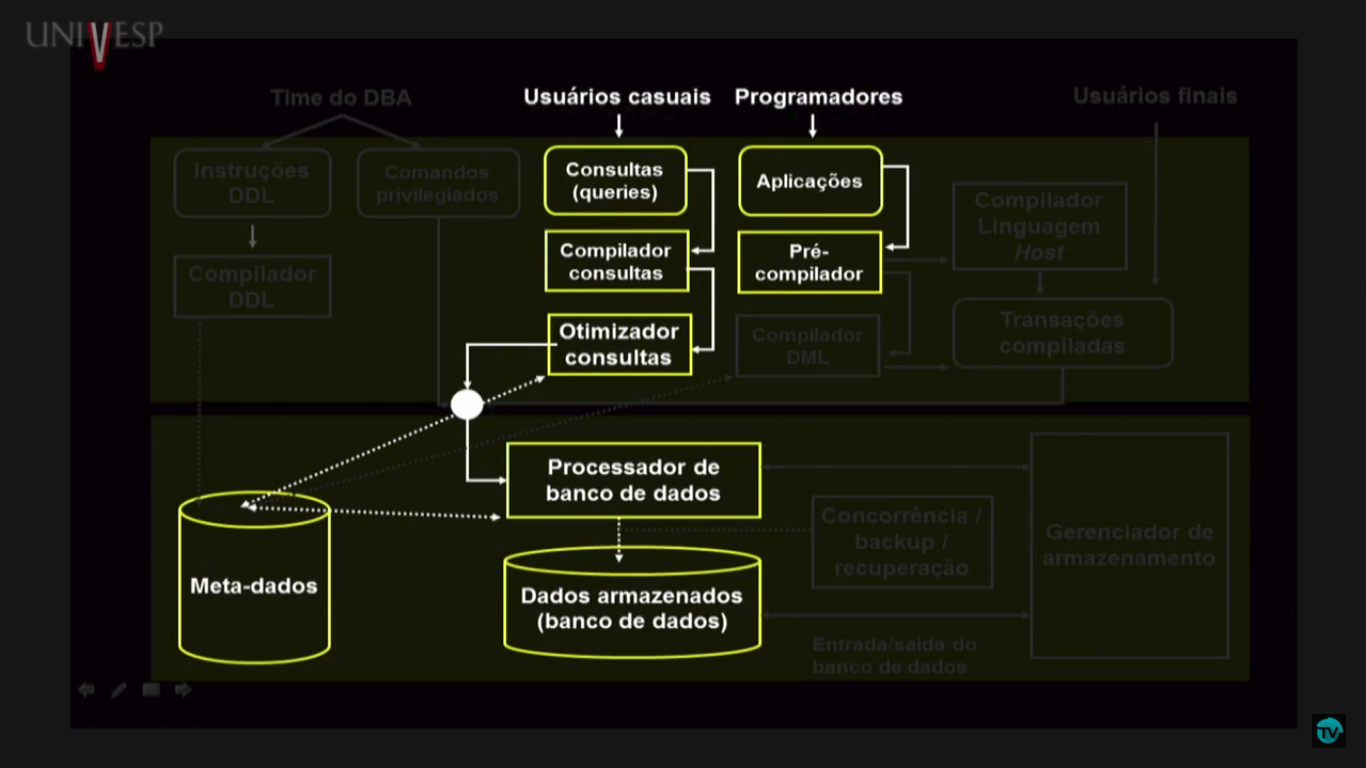 UNIVESP
Time do DBA
Usuários casuais
Programadores
Usuários finais
Instruções
DDL
Comandos
privilegiados
Consultas
(queries)
Aplicações
Compilador
Linguagem
Host
Compilador
DDL
Compilador
consultas
Pré-
compilador
Otimizador
consultas
Compilador
DML
Transações
compiladas
Processador de
banco de dados
Concorrência /
backup /
recuperação
Gerenciador de
armazenamento
Meta-dados
Dados armazenados
(banco de dados)
Entrada/saída do
banco de dados
TV